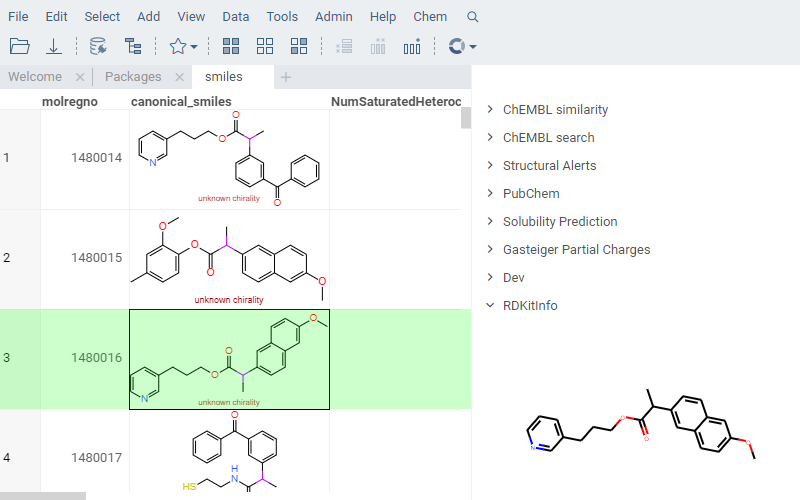 File Edit Select Add View Data Tools Admin Help Chem
Welcome Packages smiles
molregno canonical_smiles NumSaturatedHeteroc
1 1480014 O O N O
unknown chirality
2 1480015 O O O O
unknown chirality
3 1480016 O O O N
unknown chirality
4 1480017 O H N HS
ChEMBL similarity
ChEMBL search
Structural Alerts
PubChem
Solubility Prediction
Gasteiger Partial Charges
Dev
RDKitInfo
N O O O